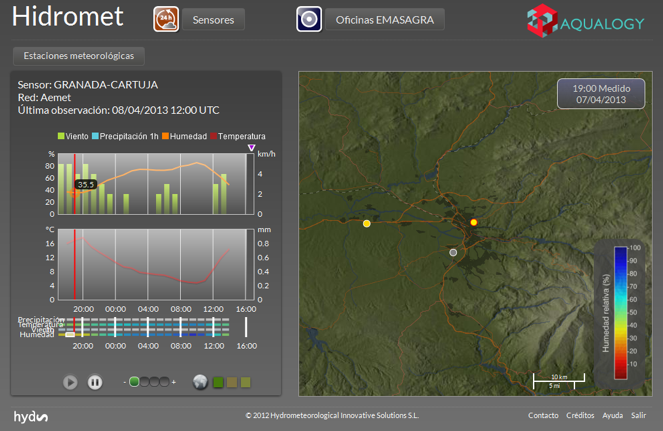 Hidromet
Sensores
Oficinas EMASAGRA
AQUALOGY
Estaciones meteorológicas
Sensor: GRANADA-CARTUJA
Red: Aemet
Última observación: 08/04/2013 12:00 UTC
Viento Precipitación 1h Humedad Temperatura
% km/h
80
60
40
20
0
35.5
4
2
0
°C mm
16
12
8
4
0
0.8
0.6
0.4
0.2
0
20:00 00:00 04:00 08:00 12:00 16:00
Precipitación
Temperatura
Viento
Humedad
20:00 00:00 04:00 08:00 12:00 16:00
- +
19:00 Medido
07/04/2013
Humedad relativa (%)
100
90
80
70
60
50
40
30
20
10
10 km
5 mi
hyds
© 2012 Hydrometeorological Innovative Solutions S.L.
Contacto Créditos Ayuda Salir